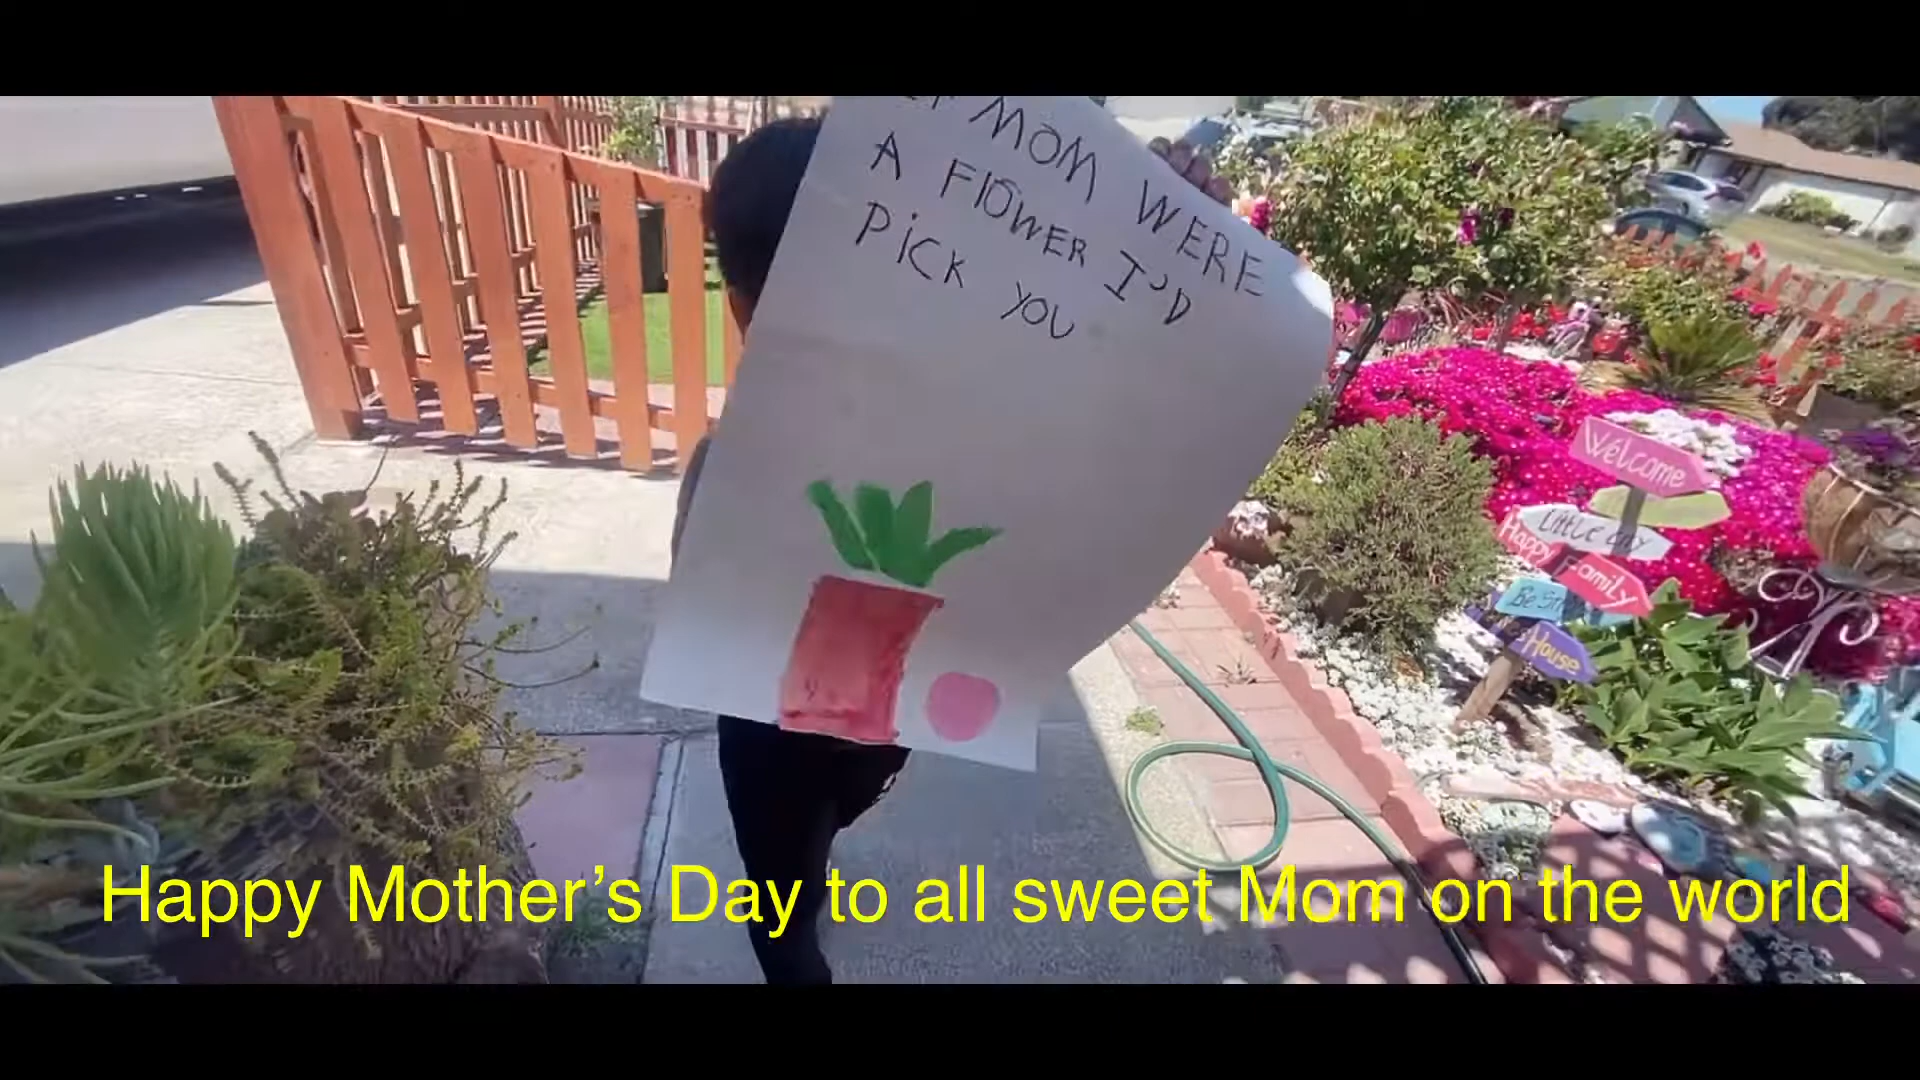 MOM WERE
A FlOWER I'D
PiCK YOU
Welcome
Little City
Happy Family
House
Happy Mother's Day to all sweet Mom on the world